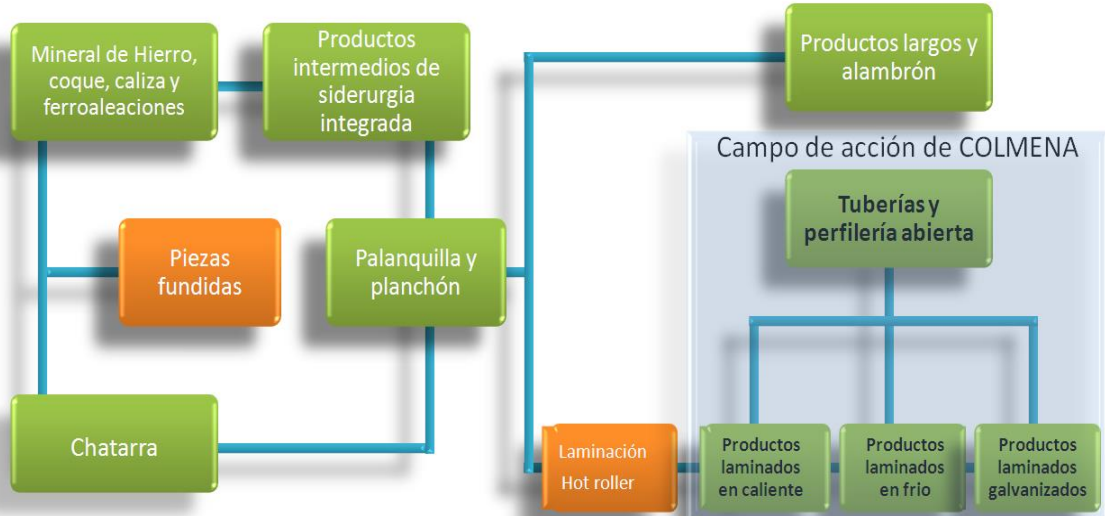 Mineral de Hierro,
coque, caliza y
ferroaleaciones
Productos
intermedios de
siderurgia
integrada
Productos largos y
alambrón
Campo de acción de COLMENA
Tuberías y
perfilería abierta
Piezas
fundidas
Palanquilla y
planchón
Chatarra
Laminación
Hot roller
Productos
laminados
en caliente
Productos
laminados
en frio
Productos
laminados
galvanizados